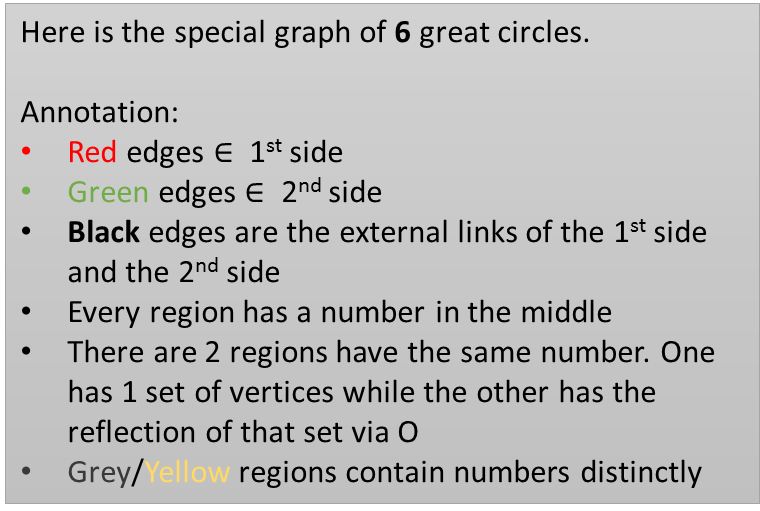 Here is the special graph of 6 great circles.
Annotation:
• Red edges ∈ 1st side
• Green edges ∈ 2nd side
• Black edges are the external links of the 1st side
and the 2nd side
• Every region has a number in the middle
• There are 2 regions have the same number. One
has 1 set of vertices while the other has the
reflection of that set via O
• Grey/Yellow regions contain numbers distinctly